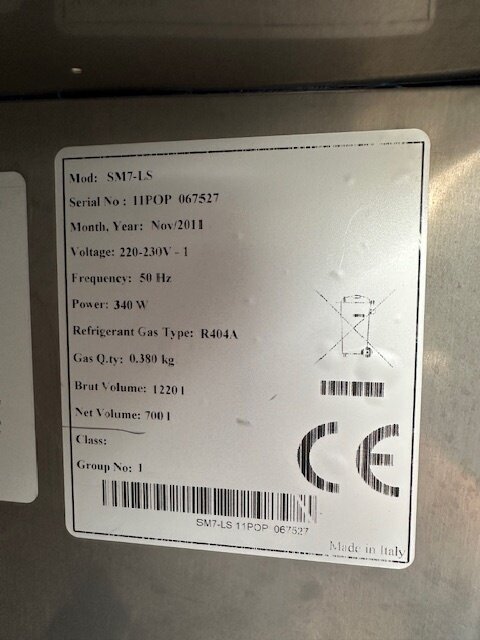 Mod: SM7-LS
Serial No : 11POP 067527
Month, Year: Nov/2011
Voltage: 220-230V - 1
Frequency: 50 Hz
Power: 340 W
Refrigerant Gas Type: R404A
Gas Q.ty: 0.380 kg
Brut Volume: 1220 l
Net Volume: 700 l
Class:
Group No: 1
CE
SM7-LS 11POP 067527
Made in Italy